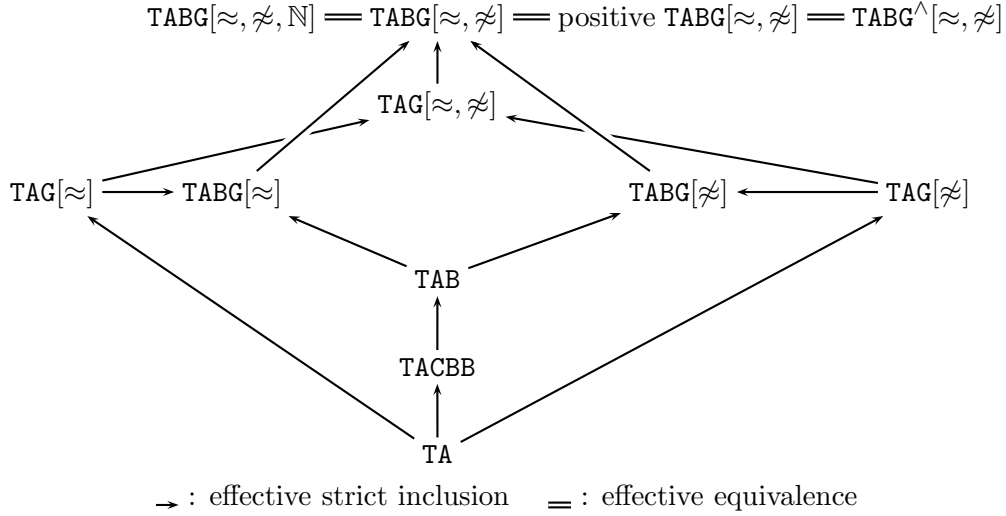 TABG[≈, ≉, ℕ] = TABG[≈, ≉] = positive TABG[≈, ≉] = TABG^∧[≈, ≉]
TAG[≈, ≉]
TAG[≈] TABG[≈] TABG[≉] TAG[≉]
TAB
TACBB
TA
→ : effective strict inclusion = : effective equivalence